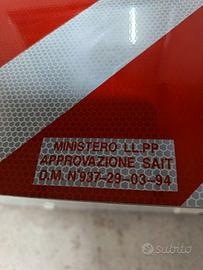 MINISTERO LL.PP
APPROVAZIONE SAIT
D.M. N 937-29-03-94
subito